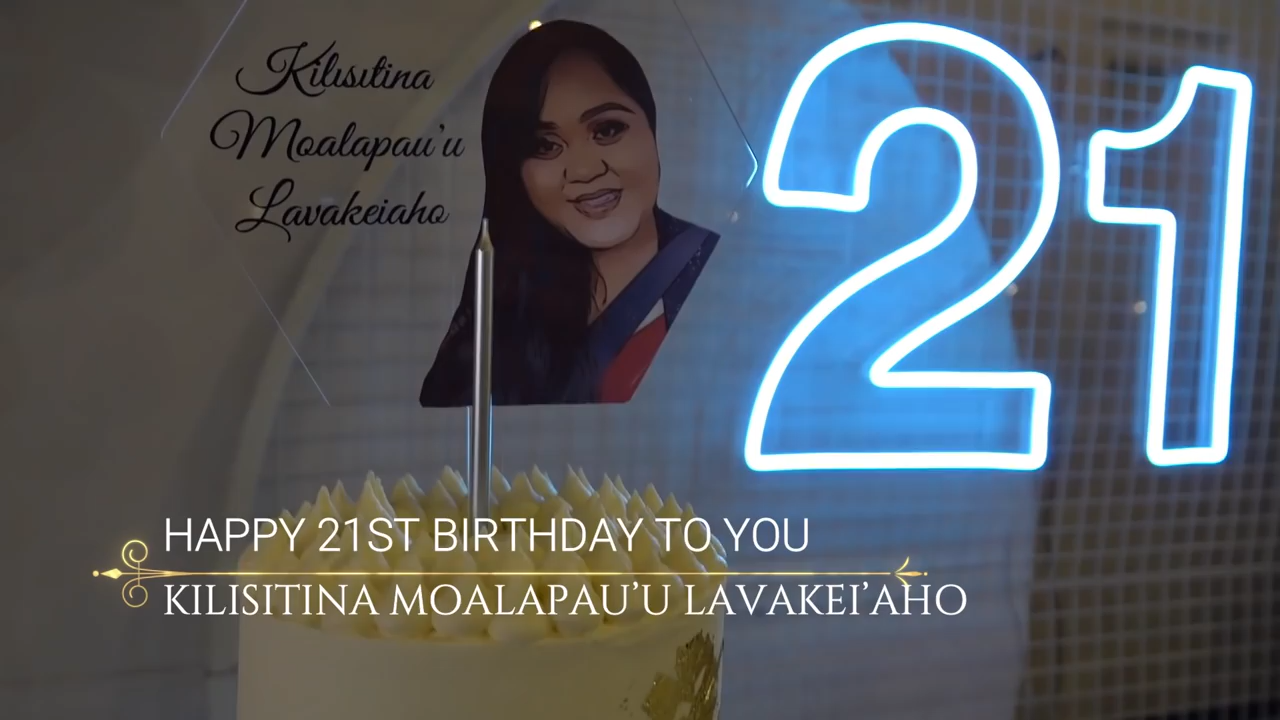 Kilisitina
Moalapau'u
Lavakeiaho
21
HAPPY 21ST BIRTHDAY TO YOU
KILISITINA MOALAPAU’U LAVAKEI’AHO